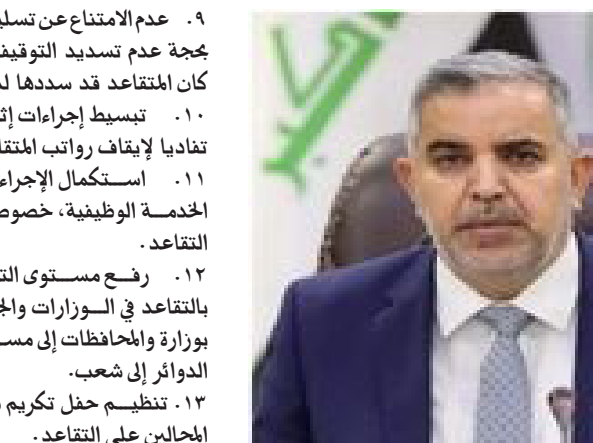 ٩. عدم الامتناع عن تسلي
بحجة عدم تسديد التوقيف
كان المتقاعد قد سددها لد
١٠. تبسيط إجراءات إث
تفاديا لإيقاف رواتب المتقا
١١. استكمال الإجراء
الخدمة الوظيفية، خصوص
التقاعد.
١٢. رفع مستوى الت
بالتقاعد في الوزارات والج
بوزارة والمحافظات إلى مس
الدوائر إلى شعب.
١٣. تنظيم حفل تكريم
المحالين على التقاعد.